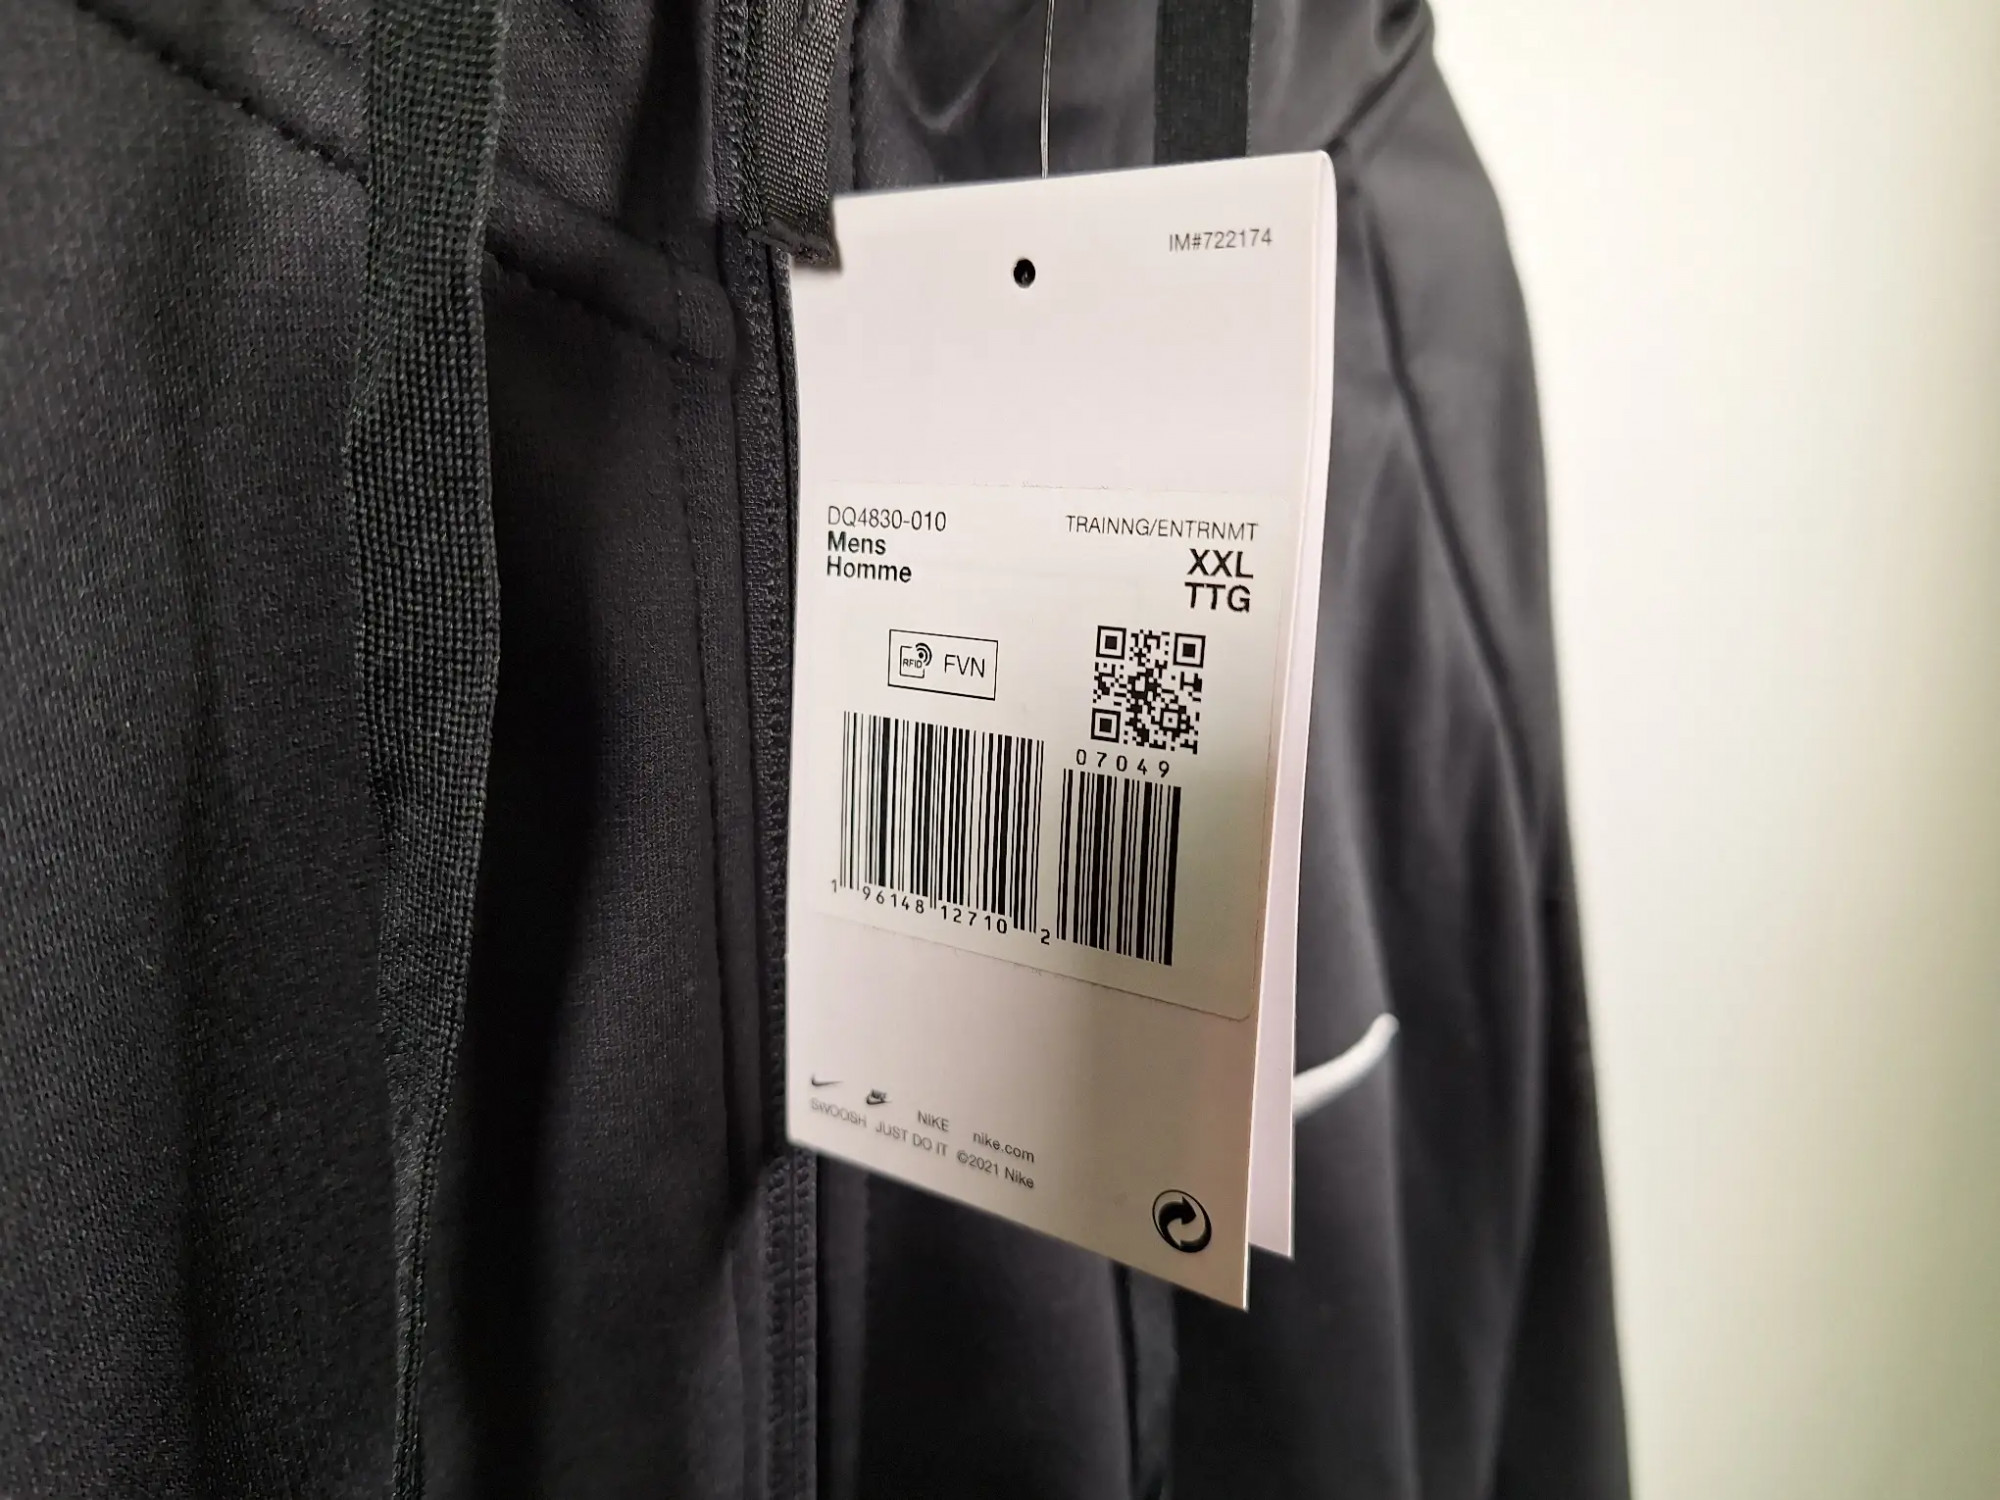 IM#722174
DQ4830-010
TRAINNG/ENTRNMT
Mens
XXL
Homme
TTG
RFID FVN
07049
1 96148 12710 2
NIKE nike.com
SWOOSH JUST DO IT ©2021 Nike